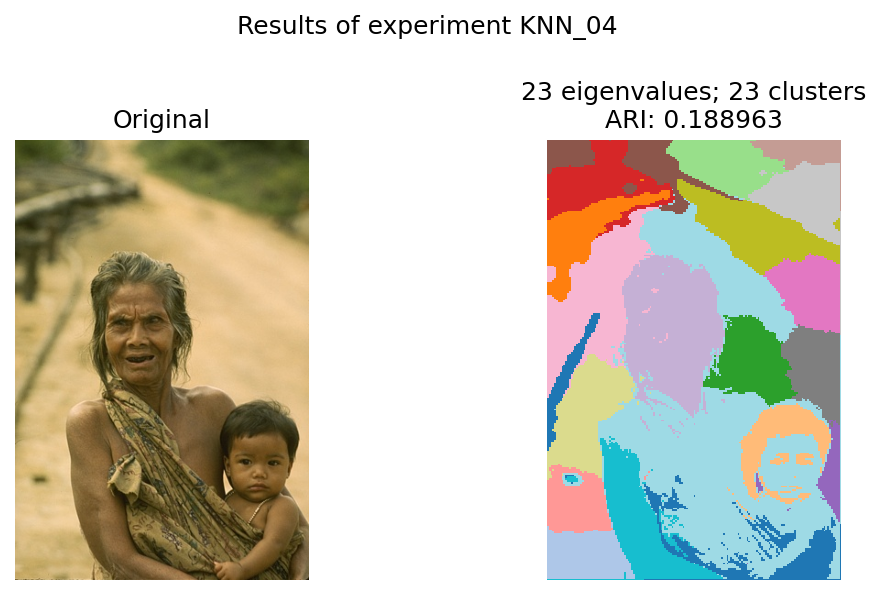 Results of experiment KNN_04
Original
23 eigenvalues; 23 clusters
ARI: 0.188963